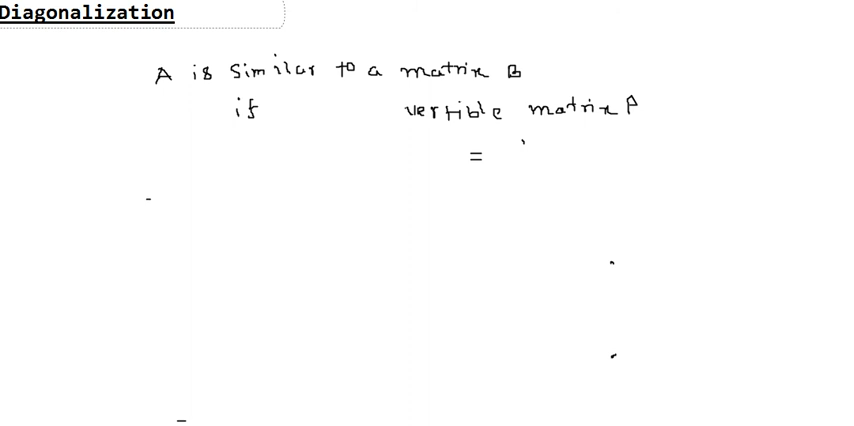 Diagonalization
A is similar to a matrix B
if vertible matrix P
=